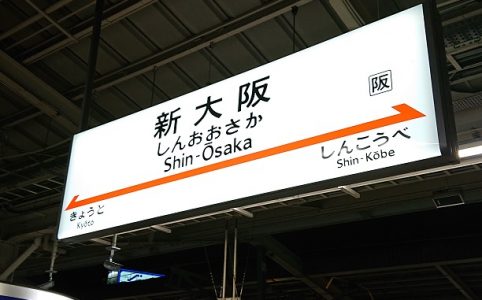 新大阪
阪
しんおおさか
Shin-Ōsaka
しんこうべ
Shin-Kōbe
きょうと
Kyōto